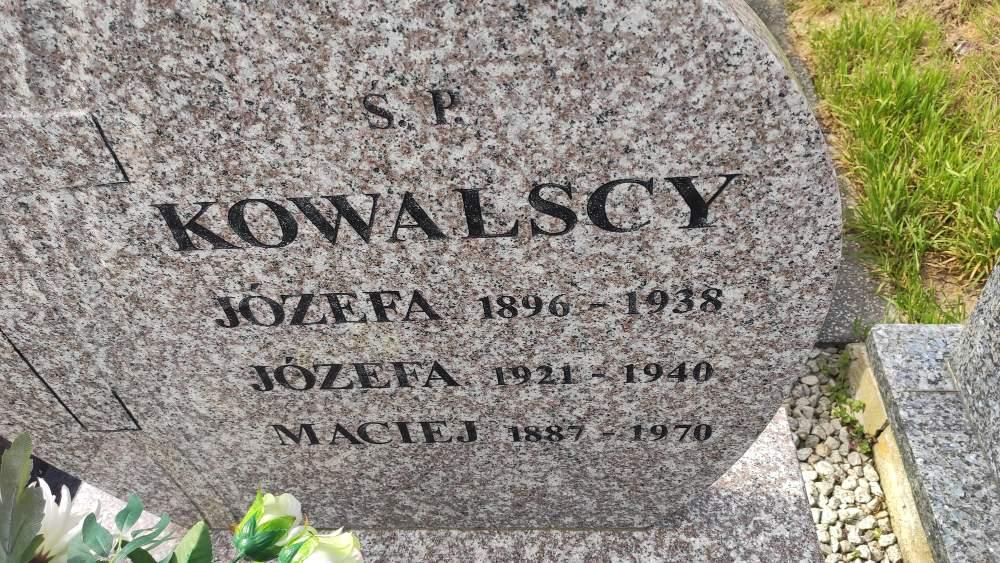 Ś. P.
KOWALSCY
JÓZEFA 1896 - 1938
JÓZEFA 1921 - 1940
MACIEJ 1887 - 1970